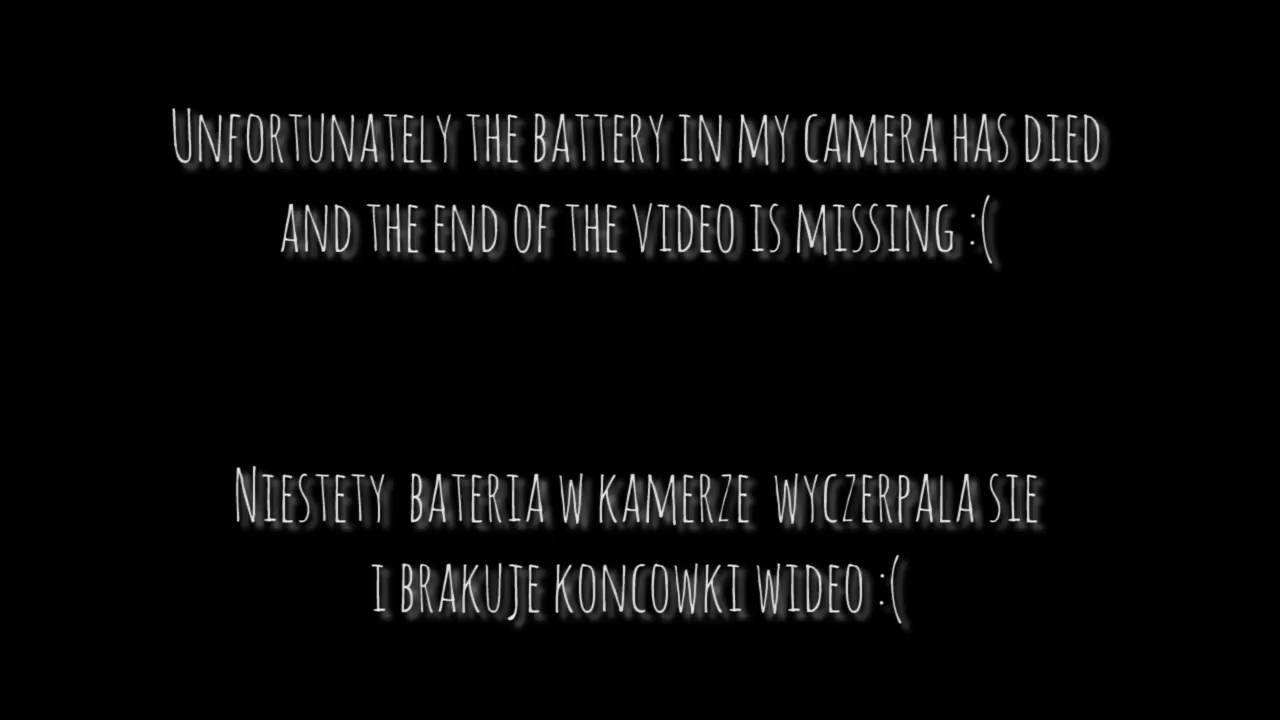 Unfortunately the battery in my camera has died
and the end of the video is missing :(
Niestety bateria w kamerze wyczerpala sie
i brakuje koncowki wideo :(